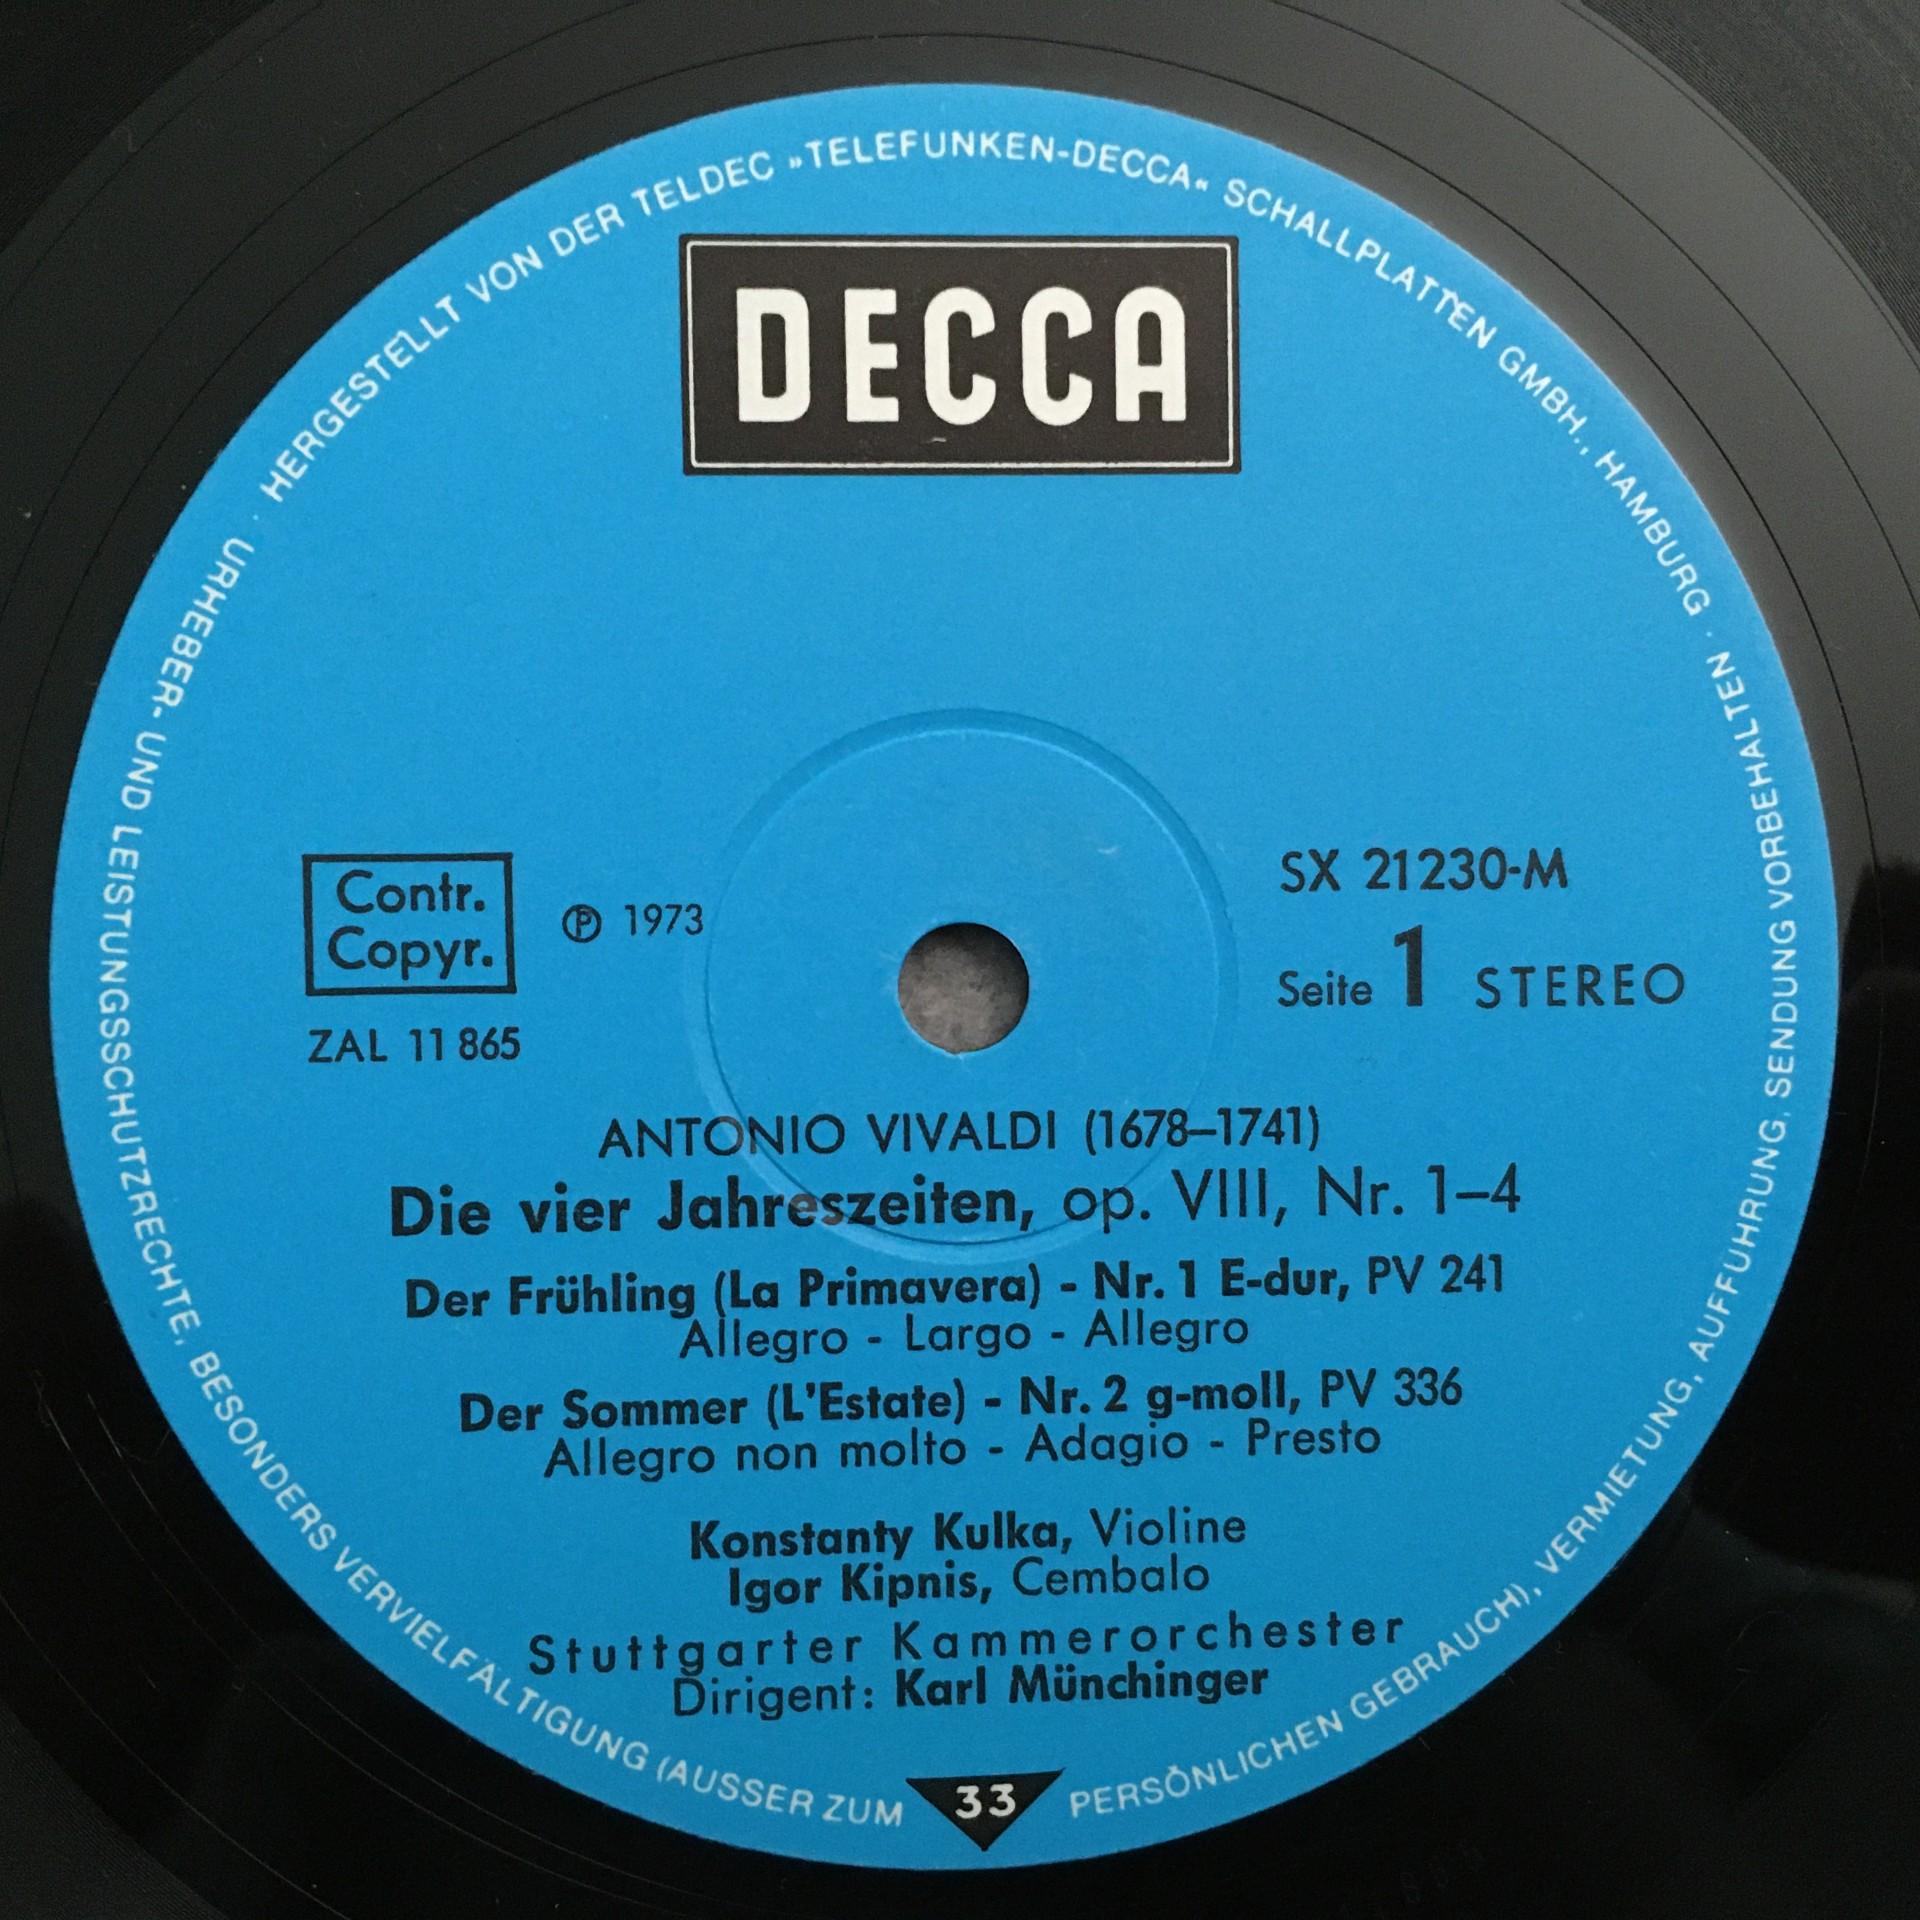 HERGESTELLT VON DER TELDEC »TELEFUNKEN-DECCA« SCHALLPLATTEN GMBH., HAMBURG · URHEBER- UND LEISTUNGSSCHUTZRECHTE, BESONDERS VERVIELFÄLTIGUNG (AUSSER ZUM PERSÖNLICHEN GEBRAUCH), VERMIETUNG, AUFFÜHRUNG, SENDUNG VORBEHALTEN ·
DECCA
Contr.
Copyr.
℗ 1973
ZAL 11 865
SX 21230-M
Seite 1 STEREO
ANTONIO VIVALDI (1678–1741)
Die vier Jahreszeiten, op. VIII, Nr. 1–4
Der Frühling (La Primavera) - Nr. 1 E-dur, PV 241
Allegro - Largo - Allegro
Der Sommer (L'Estate) - Nr. 2 g-moll, PV 336
Allegro non molto - Adagio - Presto
Konstanty Kulka, Violine
Igor Kipnis, Cembalo
Stuttgarter Kammerorchester
Dirigent: Karl Münchinger
33